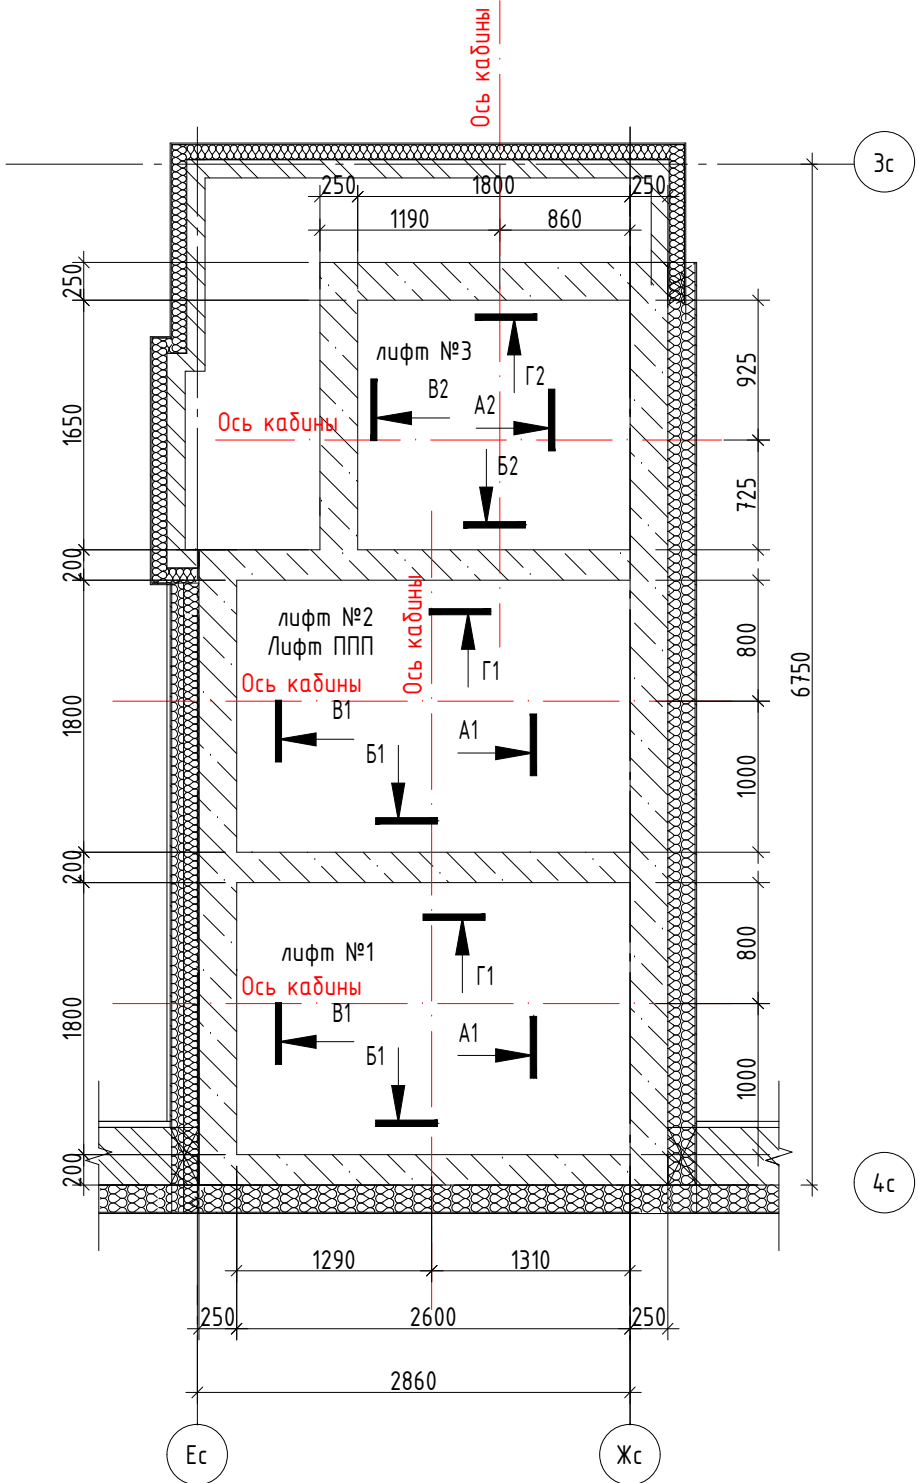 Ось кабины
3с
250
1800
250
1190
860
250
лифт №3
Г2
925
В2
А2
1650
Ось кабины
Б2
725
200
Ось кабины
лифт №2
Лифт ППП
800
Г1
6750
Ось кабины
1800
В1
А1
Б1
1000
200
лифт №1
800
Г1
Ось кабины
1800
В1
А1
Б1
1000
200
4с
1290
1310
250
2600
250
2860
Ес
Жс